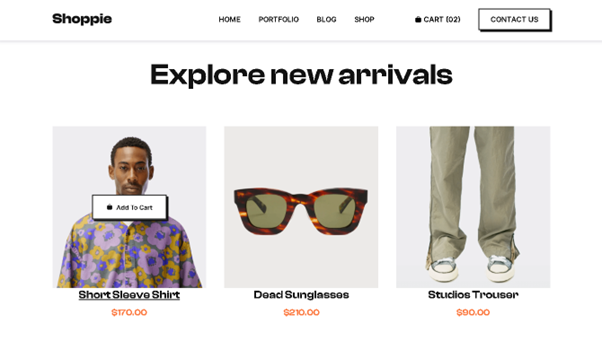 Shoppie HOME PORTFOLIO BLOG SHOP CART (02) CONTACT US
Explore new arrivals
Add To Cart
Short Sleeve Shirt Dead Sunglasses Studios Trouser
$170.00 $210.00 $90.00